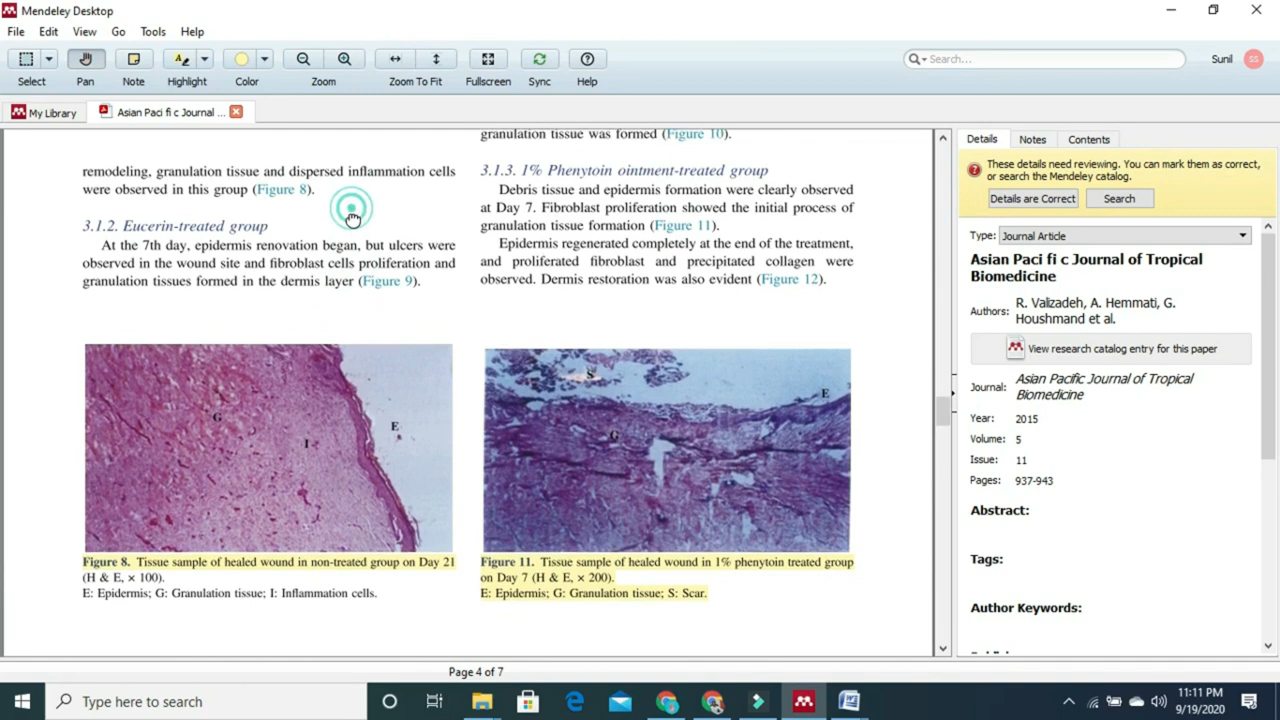 Mendeley Desktop
File Edit View Go Tools Help
Select Pan Note Highlight Color Zoom Zoom To Fit Fullscreen Sync Help
Search...
Sunil SS
My Library
Asian Paci fi c Journal ...
remodeling, granulation tissue and dispersed inflammation cells
were observed in this group (Figure 8).
3.1.2. Eucerin-treated group
At the 7th day, epidermis renovation began, but ulcers were
observed in the wound site and fibroblast cells proliferation and
granulation tissues formed in the dermis layer (Figure 9).
G
I
E
Figure 8. Tissue sample of healed wound in non-treated group on Day 21
(H & E, × 100).
E: Epidermis; G: Granulation tissue; I: Inflammation cells.
granulation tissue was formed (Figure 10).
3.1.3. 1% Phenytoin ointment-treated group
Debris tissue and epidermis formation were clearly observed
at Day 7. Fibroblast proliferation showed the initial process of
granulation tissue formation (Figure 11).
Epidermis regenerated completely at the end of the treatment,
and proliferated fibroblast and precipitated collagen were
observed. Dermis restoration was also evident (Figure 12).
S
E
G
Figure 11. Tissue sample of healed wound in 1% phenytoin treated group
on Day 7 (H & E, × 200).
E: Epidermis; G: Granulation tissue; S: Scar.
Details Notes Contents
These details need reviewing. You can mark them as correct,
or search the Mendeley catalog.
Details are Correct Search
Type: Journal Article
Asian Paci fi c Journal of Tropical
Biomedicine
Authors: R. Valizadeh, A. Hemmati, G.
Houshmand et al.
View research catalog entry for this paper
Journal: Asian Pacific Journal of Tropical
Biomedicine
Year: 2015
Volume: 5
Issue: 11
Pages: 937-943
Abstract:
Tags:
Author Keywords:
Page 4 of 7
Type here to search
11:11 PM
9/19/2020